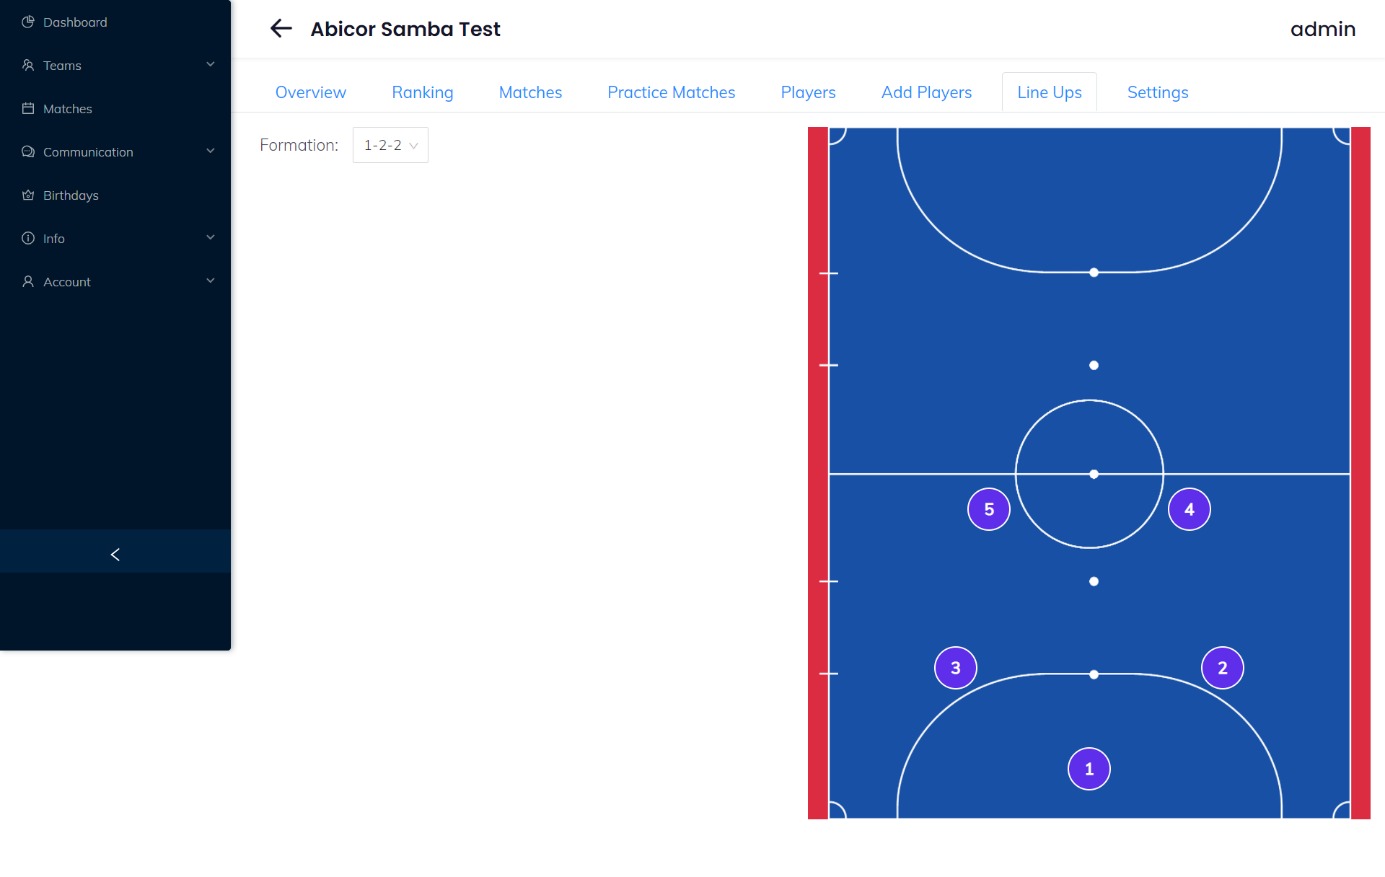 Dashboard
Teams
Matches
Communication
Birthdays
Info
Account
Abicor Samba Test
admin
Overview
Ranking
Matches
Practice Matches
Players
Add Players
Line Ups
Settings
Formation:
1-2-2
5
4
3
2
1